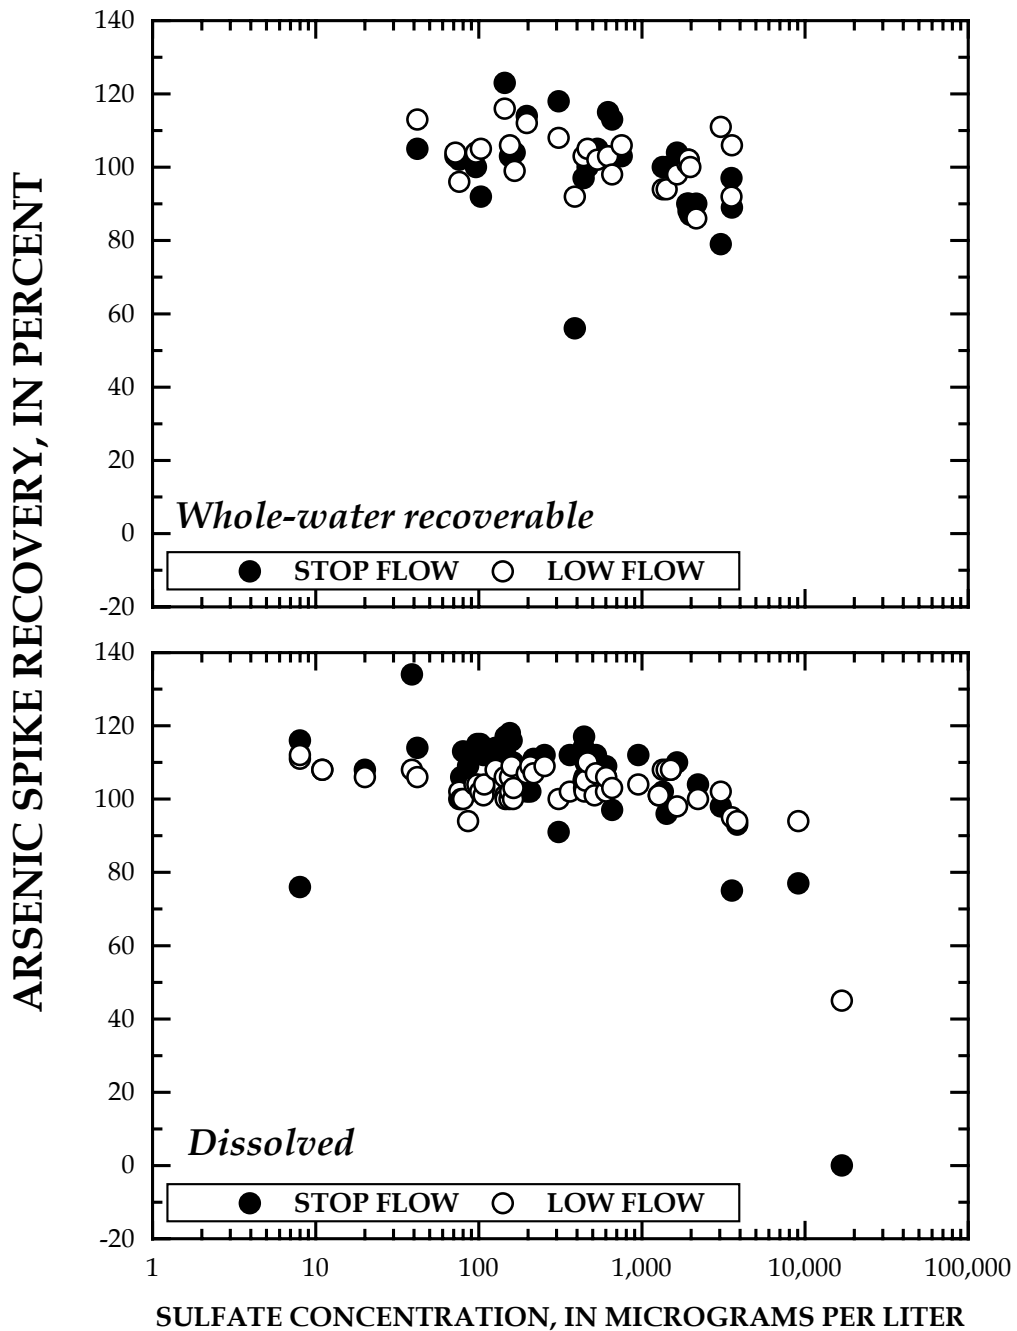 ARSENIC SPIKE RECOVERY, IN PERCENT
140
120
100
80
60
40
20
0
-20
Whole-water recoverable
STOP FLOW LOW FLOW
140
120
100
80
60
40
20
0
-20
Dissolved
STOP FLOW LOW FLOW
1 10 100 1,000 10,000 100,000
SULFATE CONCENTRATION, IN MICROGRAMS PER LITER